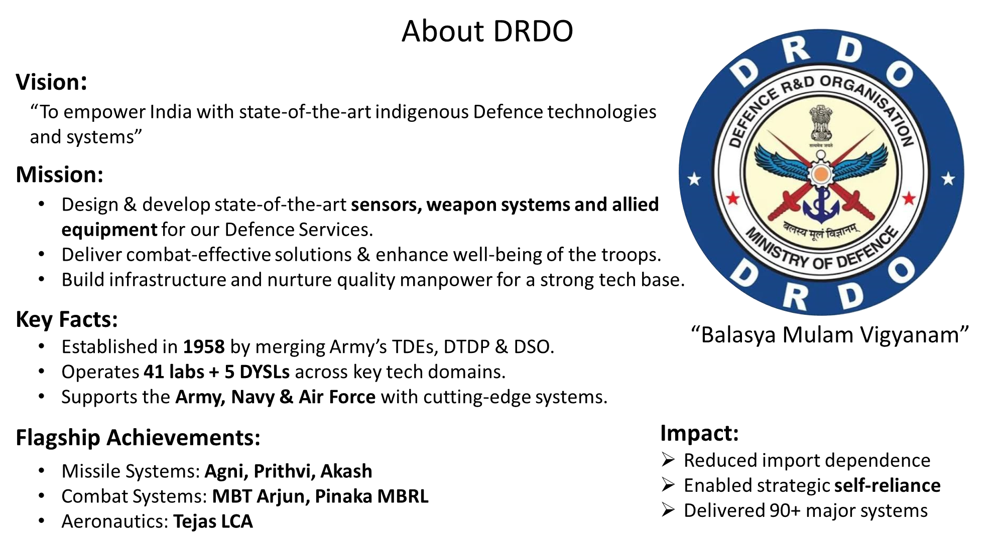 About DRDO
Vision:
“To empower India with state-of-the-art indigenous Defence technologies
and systems”
Mission:
• Design & develop state-of-the-art sensors, weapon systems and allied
equipment for our Defence Services.
• Deliver combat-effective solutions & enhance well-being of the troops.
• Build infrastructure and nurture quality manpower for a strong tech base.
Key Facts:
• Established in 1958 by merging Army’s TDEs, DTDP & DSO.
• Operates 41 labs + 5 DYSLs across key tech domains.
• Supports the Army, Navy & Air Force with cutting-edge systems.
Flagship Achievements:
• Missile Systems: Agni, Prithvi, Akash
• Combat Systems: MBT Arjun, Pinaka MBRL
• Aeronautics: Tejas LCA
DRDO
DEFENCE R&D ORGANISATION
सत्यमेव जयते
बलस्य मूलं विज्ञानम्
MINISTRY OF DEFENCE
DRDO
“Balasya Mulam Vigyanam”
Impact:
➢ Reduced import dependence
➢ Enabled strategic self-reliance
➢ Delivered 90+ major systems